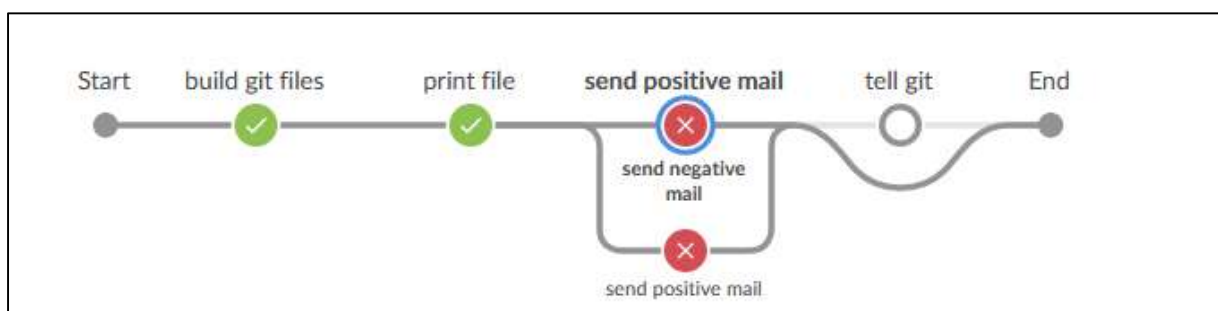 Start
build git files
print file
send positive mail
tell git
End
send negative
mail
send positive mail